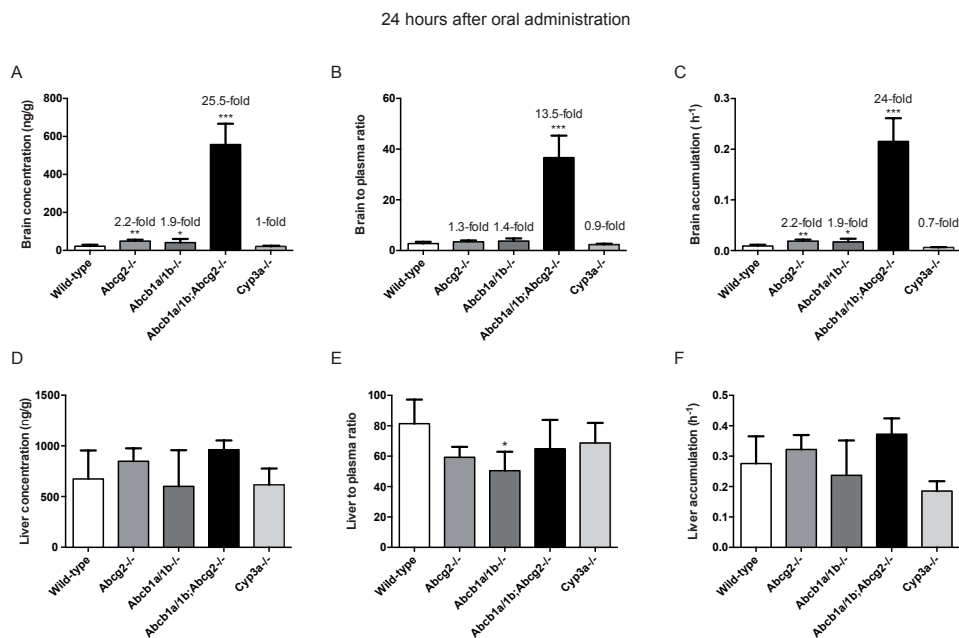 24 hours after oral administration
A
Brain concentration (ng/g)
800
600
400
200
0
2.2-fold
**
1.9-fold
*
25.5-fold
***
1-fold
Wild-type
Abcg2-/-
Abcb1a/1b-/-
Abcb1a/1b;Abcg2-/-
Cyp3a-/-
B
Brain to plasma ratio
60
40
20
0
1.3-fold
1.4-fold
13.5-fold
***
0.9-fold
Wild-type
Abcg2-/-
Abcb1a/1b-/-
Abcb1a/1b;Abcg2-/-
Cyp3a-/-
C
Brain accumulation ( h-1)
0.3
0.2
0.1
0.0
2.2-fold
**
1.9-fold
*
24-fold
***
0.7-fold
Wild-type
Abcg2-/-
Abcb1a/1b-/-
Abcb1a/1b;Abcg2-/-
Cyp3a-/-
D
Liver concentration (ng/g)
1500
1000
500
0
Wild-type
Abcg2-/-
Abcb1a/1b-/-
Abcb1a/1b;Abcg2-/-
Cyp3a-/-
E
Liver to plasma ratio
100
80
60
40
20
0
*
Wild-type
Abcg2-/-
Abcb1a/1b-/-
Abcb1a/1b;Abcg2-/-
Cyp3a-/-
F
Liver accumulation (h-1)
0.5
0.4
0.3
0.2
0.1
0.0
Wild-type
Abcg2-/-
Abcb1a/1b-/-
Abcb1a/1b;Abcg2-/-
Cyp3a-/-